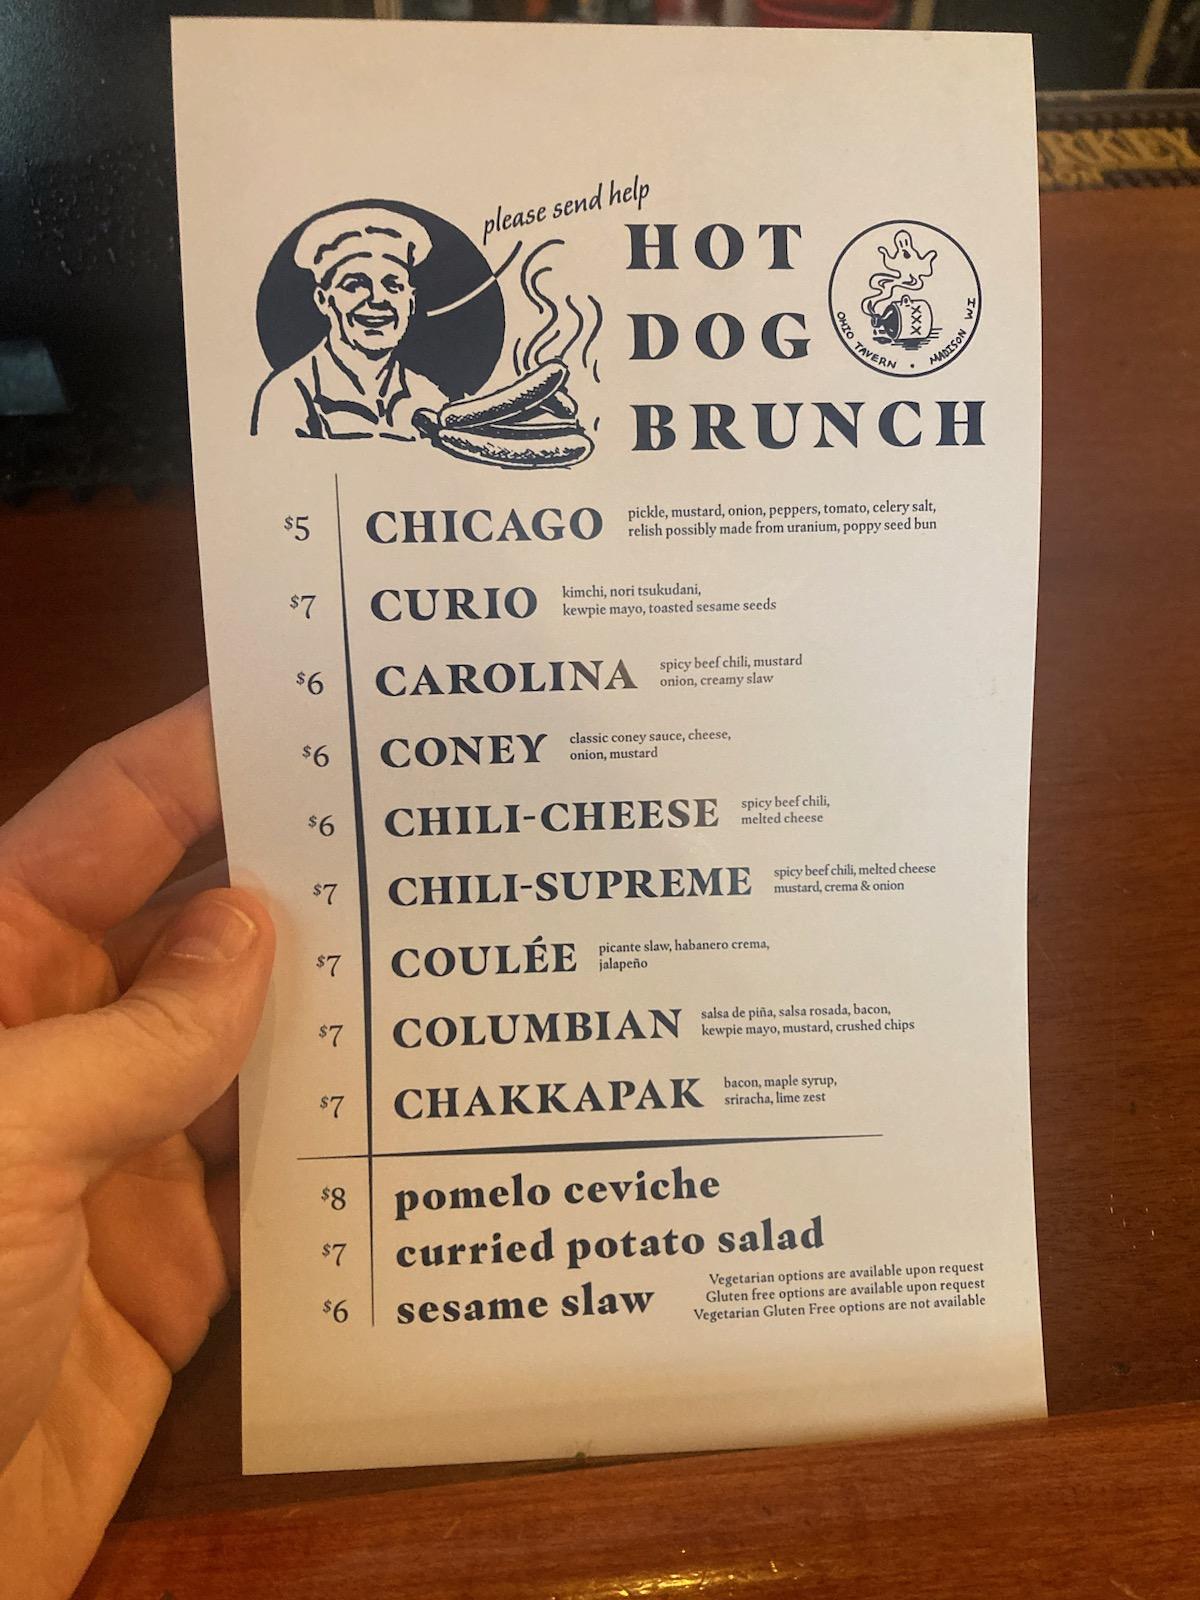 please send help
HOT
DOG
BRUNCH
OHIO TAVERN • MADISON WI
XXX
RKEY
ON
$5 CHICAGO pickle, mustard, onion, peppers, tomato, celery salt,
relish possibly made from uranium, poppy seed bun
$7 CURIO kimchi, nori tsukudani,
kewpie mayo, toasted sesame seeds
$6 CAROLINA spicy beef chili, mustard
onion, creamy slaw
$6 CONEY classic coney sauce, cheese,
onion, mustard
$6 CHILI-CHEESE spicy beef chili,
melted cheese
$7 CHILI-SUPREME spicy beef chili, melted cheese
mustard, crema & onion
$7 COULÉE picante slaw, habanero crema,
jalapeño
$7 COLUMBIAN salsa de piña, salsa rosada, bacon,
kewpie mayo, mustard, crushed chips
$7 CHAKKAPAK bacon, maple syrup,
sriracha, lime zest
$8 pomelo ceviche
$7 curried potato salad
$6 sesame slaw
Vegetarian options are available upon request
Gluten free options are available upon request
Vegetarian Gluten Free options are not available